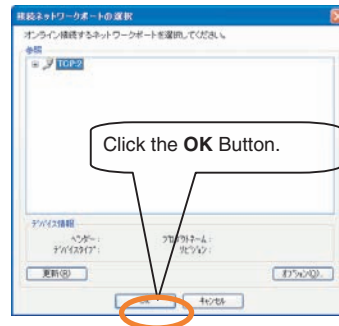 接続ネットワークポートの選択
オンライン接続するネットワークポートを選択してください。
参照
TCP:2
Click the OK Button.
デバイス情報
ベンダー :
プロダクトネーム :
デバイスタイプ :
リビジョン :
更新(R)
オプション(O)..
OK
キャンセル